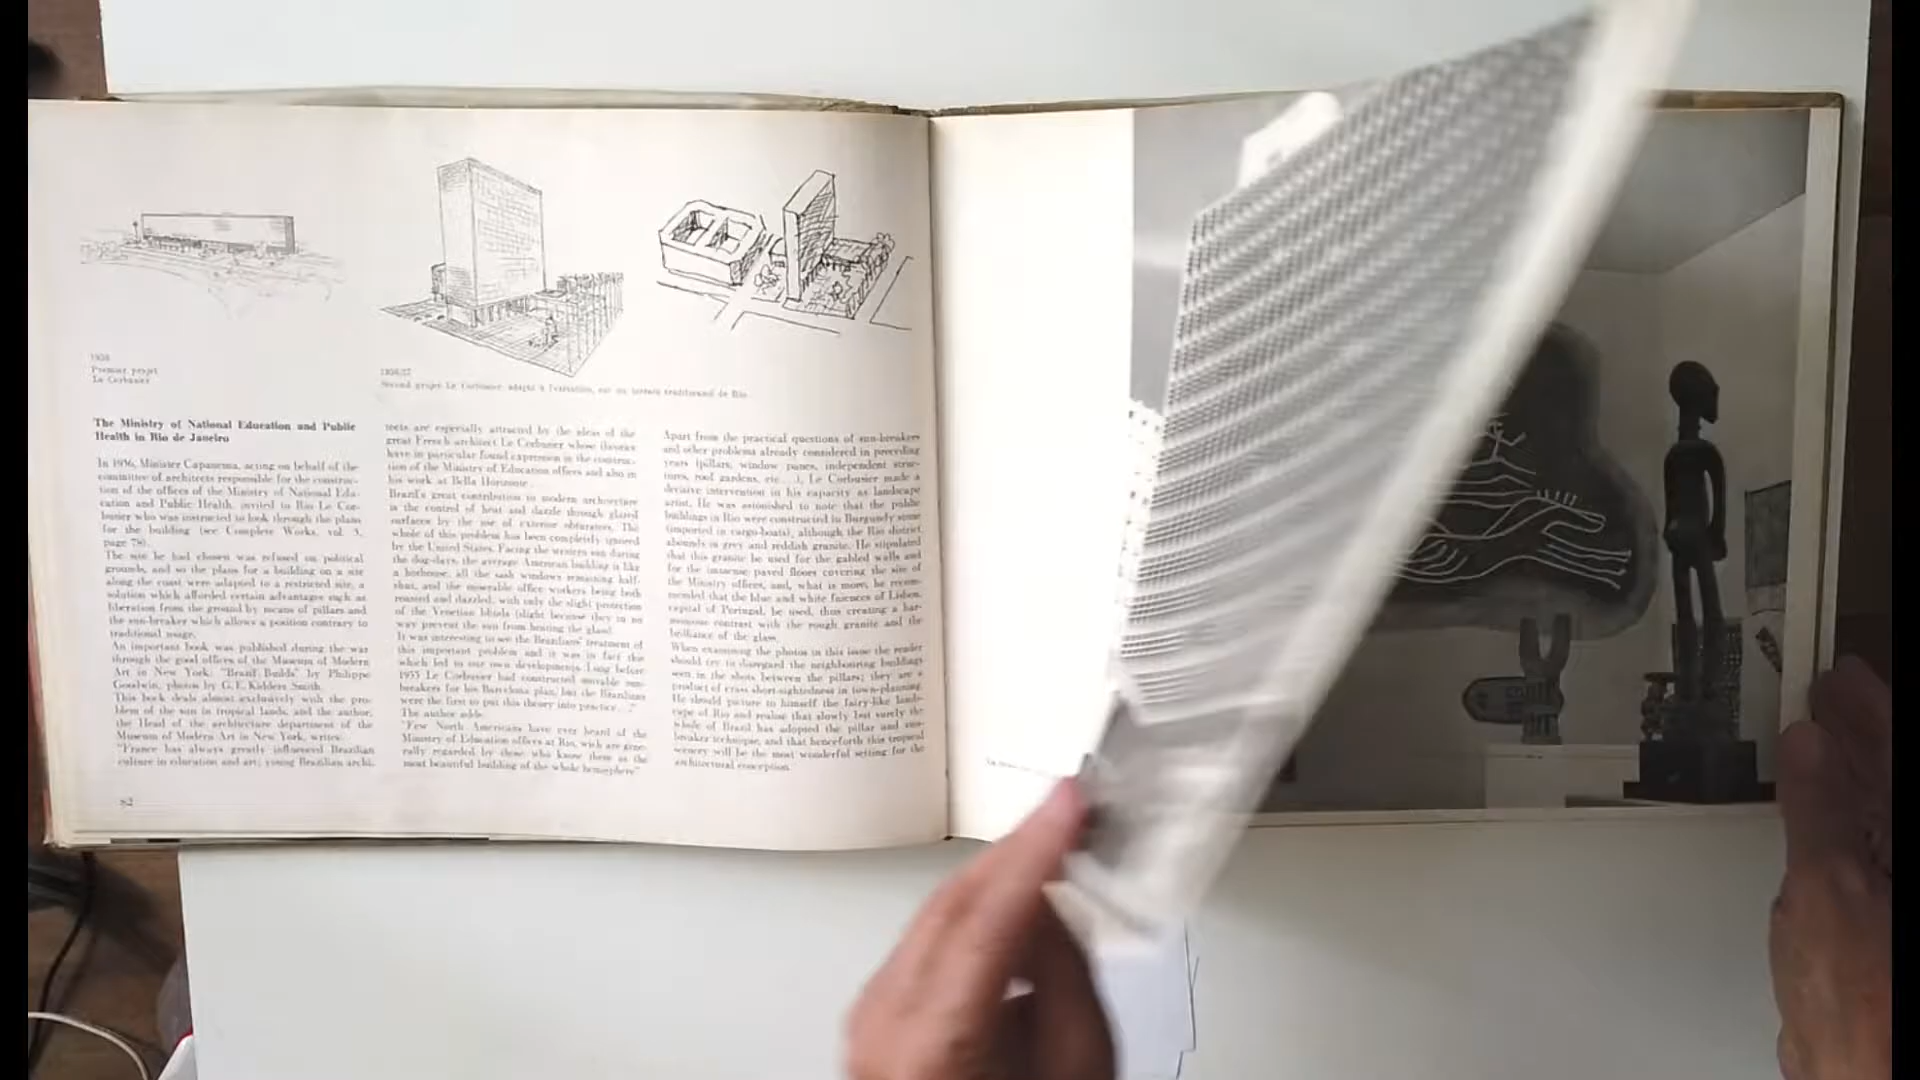 1936
Premier projet
Le Corbusier
1936/37
Second projet Le Corbusier adapté à
The Ministry of National Education and Public
Health in Rio de Janeiro
In 1936, Minister Capanema, acting on behalf of the
committee of architects responsible for the construc-
tion of the offices of the Ministry of National Edu-
cation and Public Health, invited to Rio Le Cor-
busier who was instructed to look through the plans
for the building (see Complete Works, vol. 3,
page 78).
The site he had chosen was refused on political
grounds, and so the plans for a building on a site
along the coast were adapted to a restricted site, a
solution which afforded certain advantages such as
liberation from the ground by means of pillars and
the sun-breaker which allows a position contrary to
traditional usage.
An important book was published during the war
through the good offices of the Museum of Modern
Art in New York: "Brazil Builds" by Philippe
Goodwin, photos by G. E. Kidders Smith.
This book deals almost exclusively with the pro-
blem of the sun in tropical lands, and the author,
the Head of the architecture department of the
Museum of Modern Art in New York, writes:
"France has always greatly influenced Brazilian
culture in education and art; young Brazilian archi-
82
tects are especially attracted by the ideas of the
great French architect Le Corbusier whose theories
have in particular found expression in the construc-
tion of the Ministry of Education offices and also in
his work at Bella Horizonte.
Brazil's great contribution to modern architecture
is the control of heat and dazzle through glazed
surfaces by the use of exterior obturators. The
whole of this problem has been completely ignored
by the United States. Facing the western sun during
the dog-days, the average American building is like
a hothouse, all the sash windows remaining half-
shut, and the miserable office workers being both
roasted and dazzled, with only the slight protection
of the Venetian blinds (slight because they in no
way prevent the sun from heating the glass).
It was interesting to see the Brazilians' treatment of
this important problem and it was in fact this
which led to our own developments. Long before
1933 Le Corbusier had constructed movable sun-
breakers for his Barcelona plan, but the Brazilians
were the first to put this theory into practice. . ."
The author adds:
"Few North Americans have ever heard of the
Ministry of Education offices at Rio, wich are gene-
rally regarded by those who know them as the
most beautiful building of the whole hemisphere"
Apart from the practical questions of sun-breakers
and other problems already considered in preceding
years (pillars, window panes, independent struc-
tures, roof gardens, etc. . .), Le Corbusier made a
decisive intervention in his capacity as landscape
artist. He was astonished to note that the public
buildings in Rio were constructed in Burgundy stone
(imported in cargo-boats), although the Rio district
abounds in grey and reddish granite. He stipulated
that this granite be used for the gabled walls and
for the immense paved floors covering the site of
the Ministry offices, and, what is more, he recom-
mended that the blue and white faiences of Lisbon,
capital of Portugal, be used, thus creating a har-
monious contrast with the rough granite and the
brilliance of the glass.
When examining the photos in this issue the reader
should try to disregard the neighbouring buildings
seen in the shots between the pillars; they are a
product of crass short-sightedness in town-planning.
He should picture to himself the fairy-like land-
scape of Rio and realise that slowly but surely the
whole of Brazil has adopted the pillar and sun-
breaker technique, and that henceforth this tropical
scenery will be the most wonderful setting for the
architectural conception.